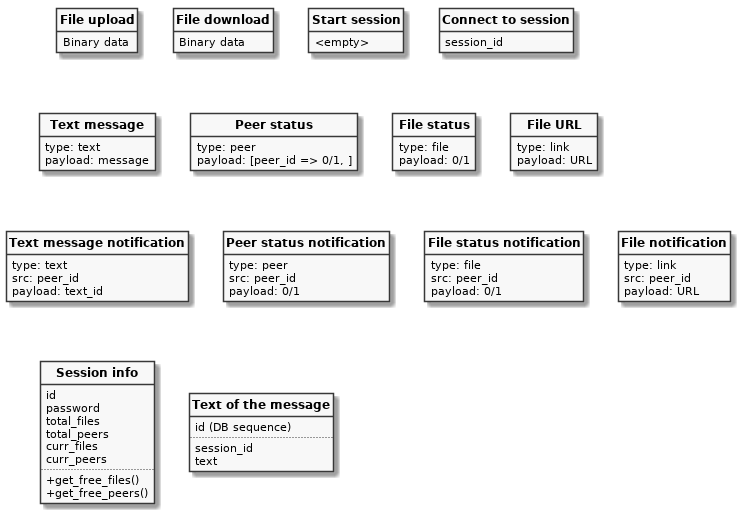 File upload
Binary data
File download
Binary data
Start session
<empty>
Connect to session
session_id
Text message
type: text
payload: message
Peer status
type: peer
payload: [peer_id => 0/1, ]
File status
type: file
payload: 0/1
File URL
type: link
payload: URL
Text message notification
type: text
src: peer_id
payload: text_id
Peer status notification
type: peer
src: peer_id
payload: 0/1
File status notification
type: file
src: peer_id
payload: 0/1
File notification
type: link
src: peer_id
payload: URL
Session info
id
password
total_files
total_peers
curr_files
curr_peers
+get_free_files()
+get_free_peers()
Text of the message
id (DB sequence)
session_id
text